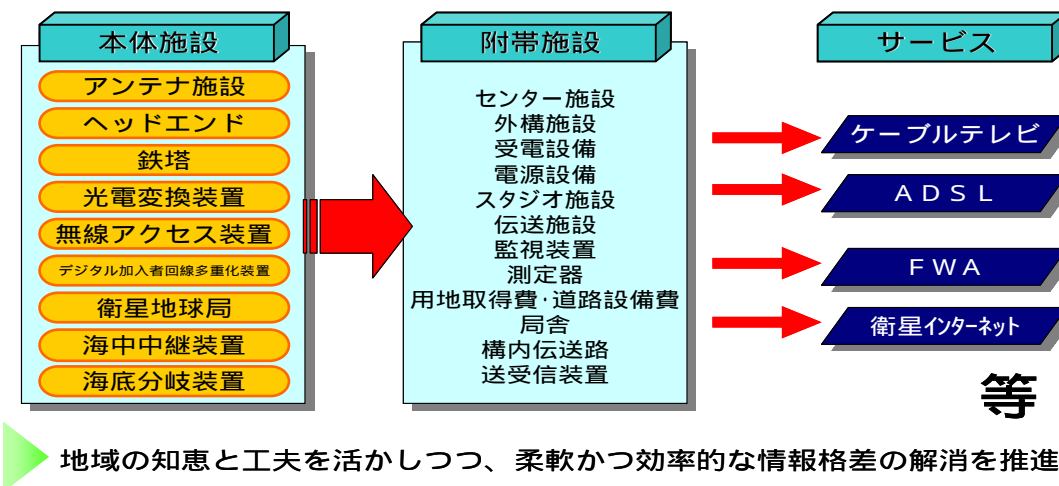 本体施設
アンテナ施設
ヘッドエンド
鉄塔
光電変換装置
無線アクセス装置
デジタル加入者回線多重化装置
衛星地球局
海中中継装置
海底分岐装置
附帯施設
センター施設
外構施設
受電設備
電源設備
スタジオ施設
伝送施設
監視装置
測定器
用地取得費・道路設備費
局舎
構内伝送路
送受信装置
サービス
ケーブルテレビ
ＡＤＳＬ
ＦＷＡ
衛星インターネット
等
地域の知恵と工夫を活かしつつ、柔軟かつ効率的な情報格差の解消を推進